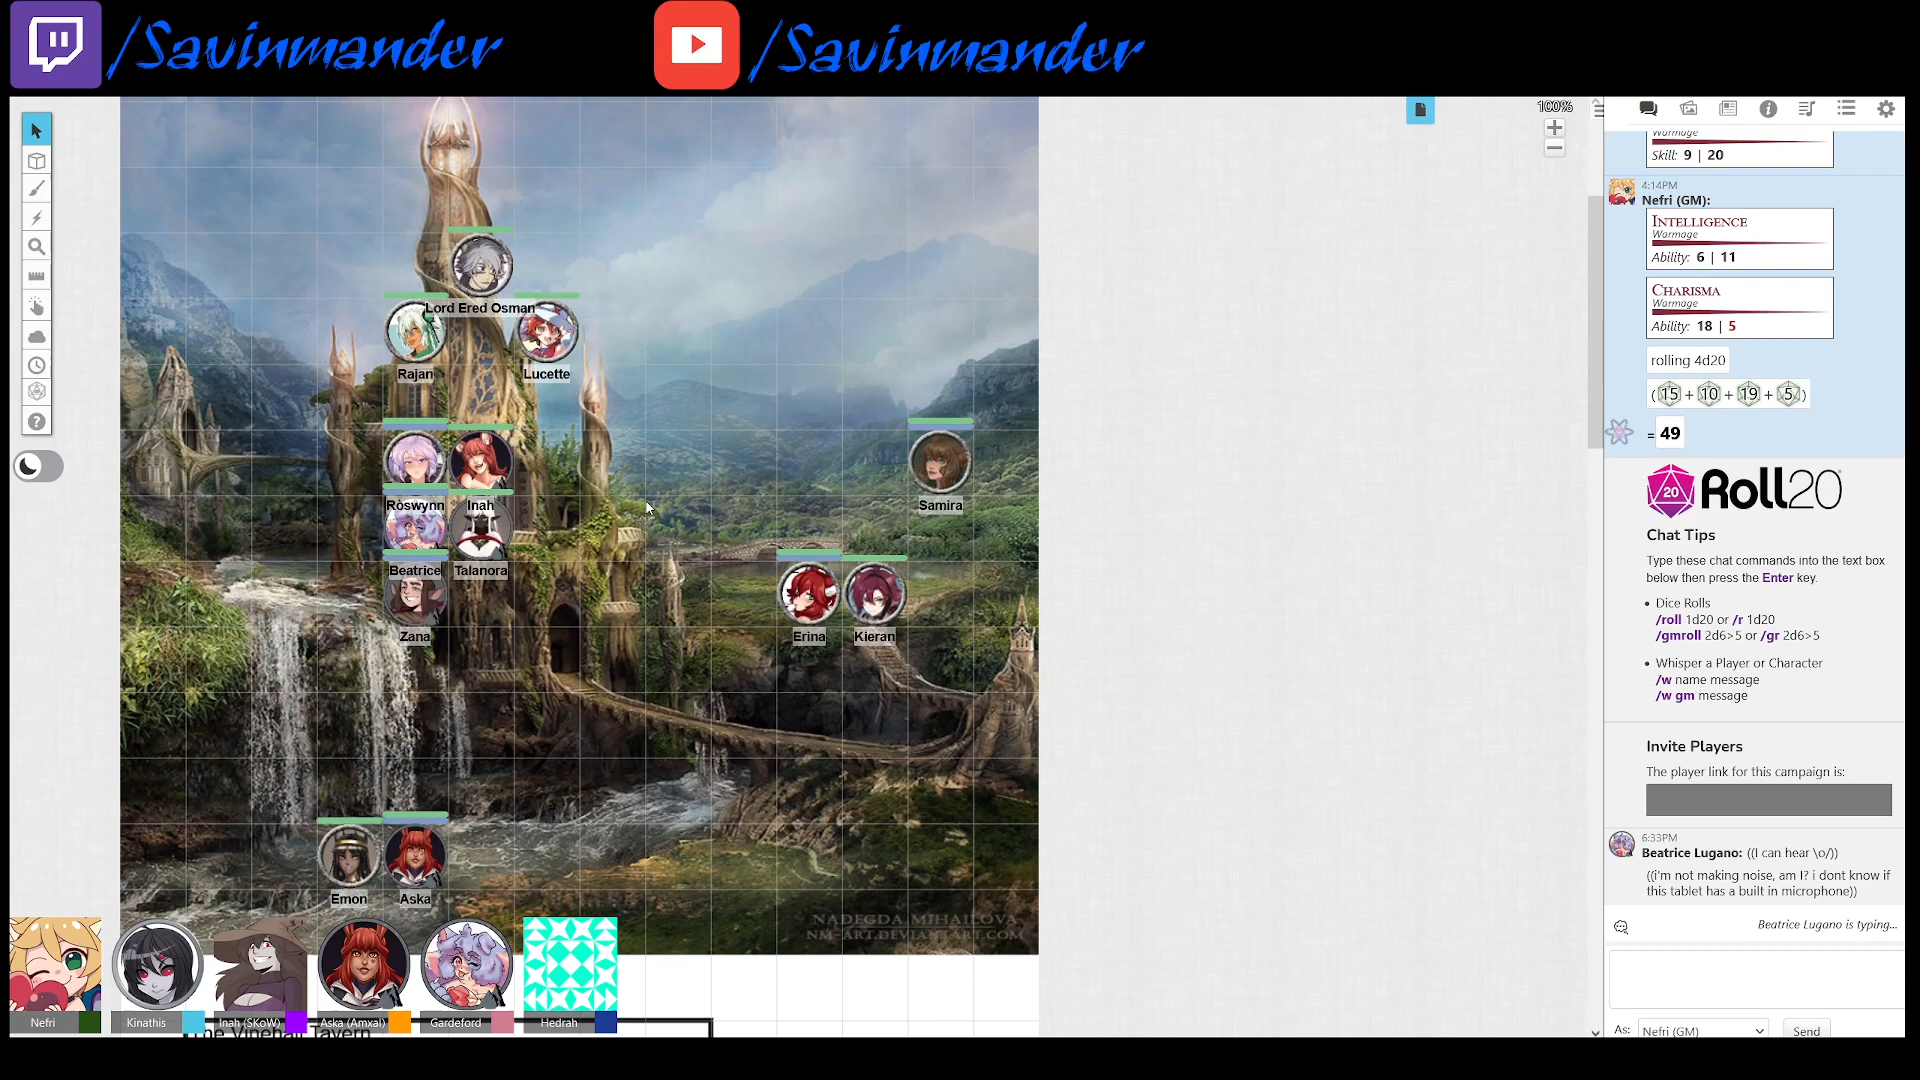 /Savinmander
/Savinmander
100%
Warmage
Skill: 9 | 20
4:14PM
Nefri (GM):
INTELLIGENCE
Warmage
Ability: 6 | 11
CHARISMA
Warmage
Ability: 18 | 5
rolling 4d20
(15 + 10 + 19 + 5)
= 49
20 Roll20
Chat Tips
Type these chat commands into the text box
below then press the Enter key.
• Dice Rolls
/roll 1d20 or /r 1d20
/gmroll 2d6>5 or /gr 2d6>5
• Whisper a Player or Character
/w name message
/w gm message
Invite Players
The player link for this campaign is:
6:33PM
Beatrice Lugano: ((I can hear \o/))
((i'm not making noise, am I? i dont know if
this tablet has a built in microphone))
Beatrice Lugano is typing...
As: Nefri (GM) Send
Lord Ered Osman
Rajan
Lucette
Roswynn
Inah
Samira
Beatrice
Talanora
Zana
Erina
Kieran
Emon
Aska
NADEGDA MIHAILOVA
NM-ART.DEVIANTART.COM
Nefri
Kinathis
Inah (SKoW)
Aska (Amxal)
Gardeford
Hedrah
Tavern